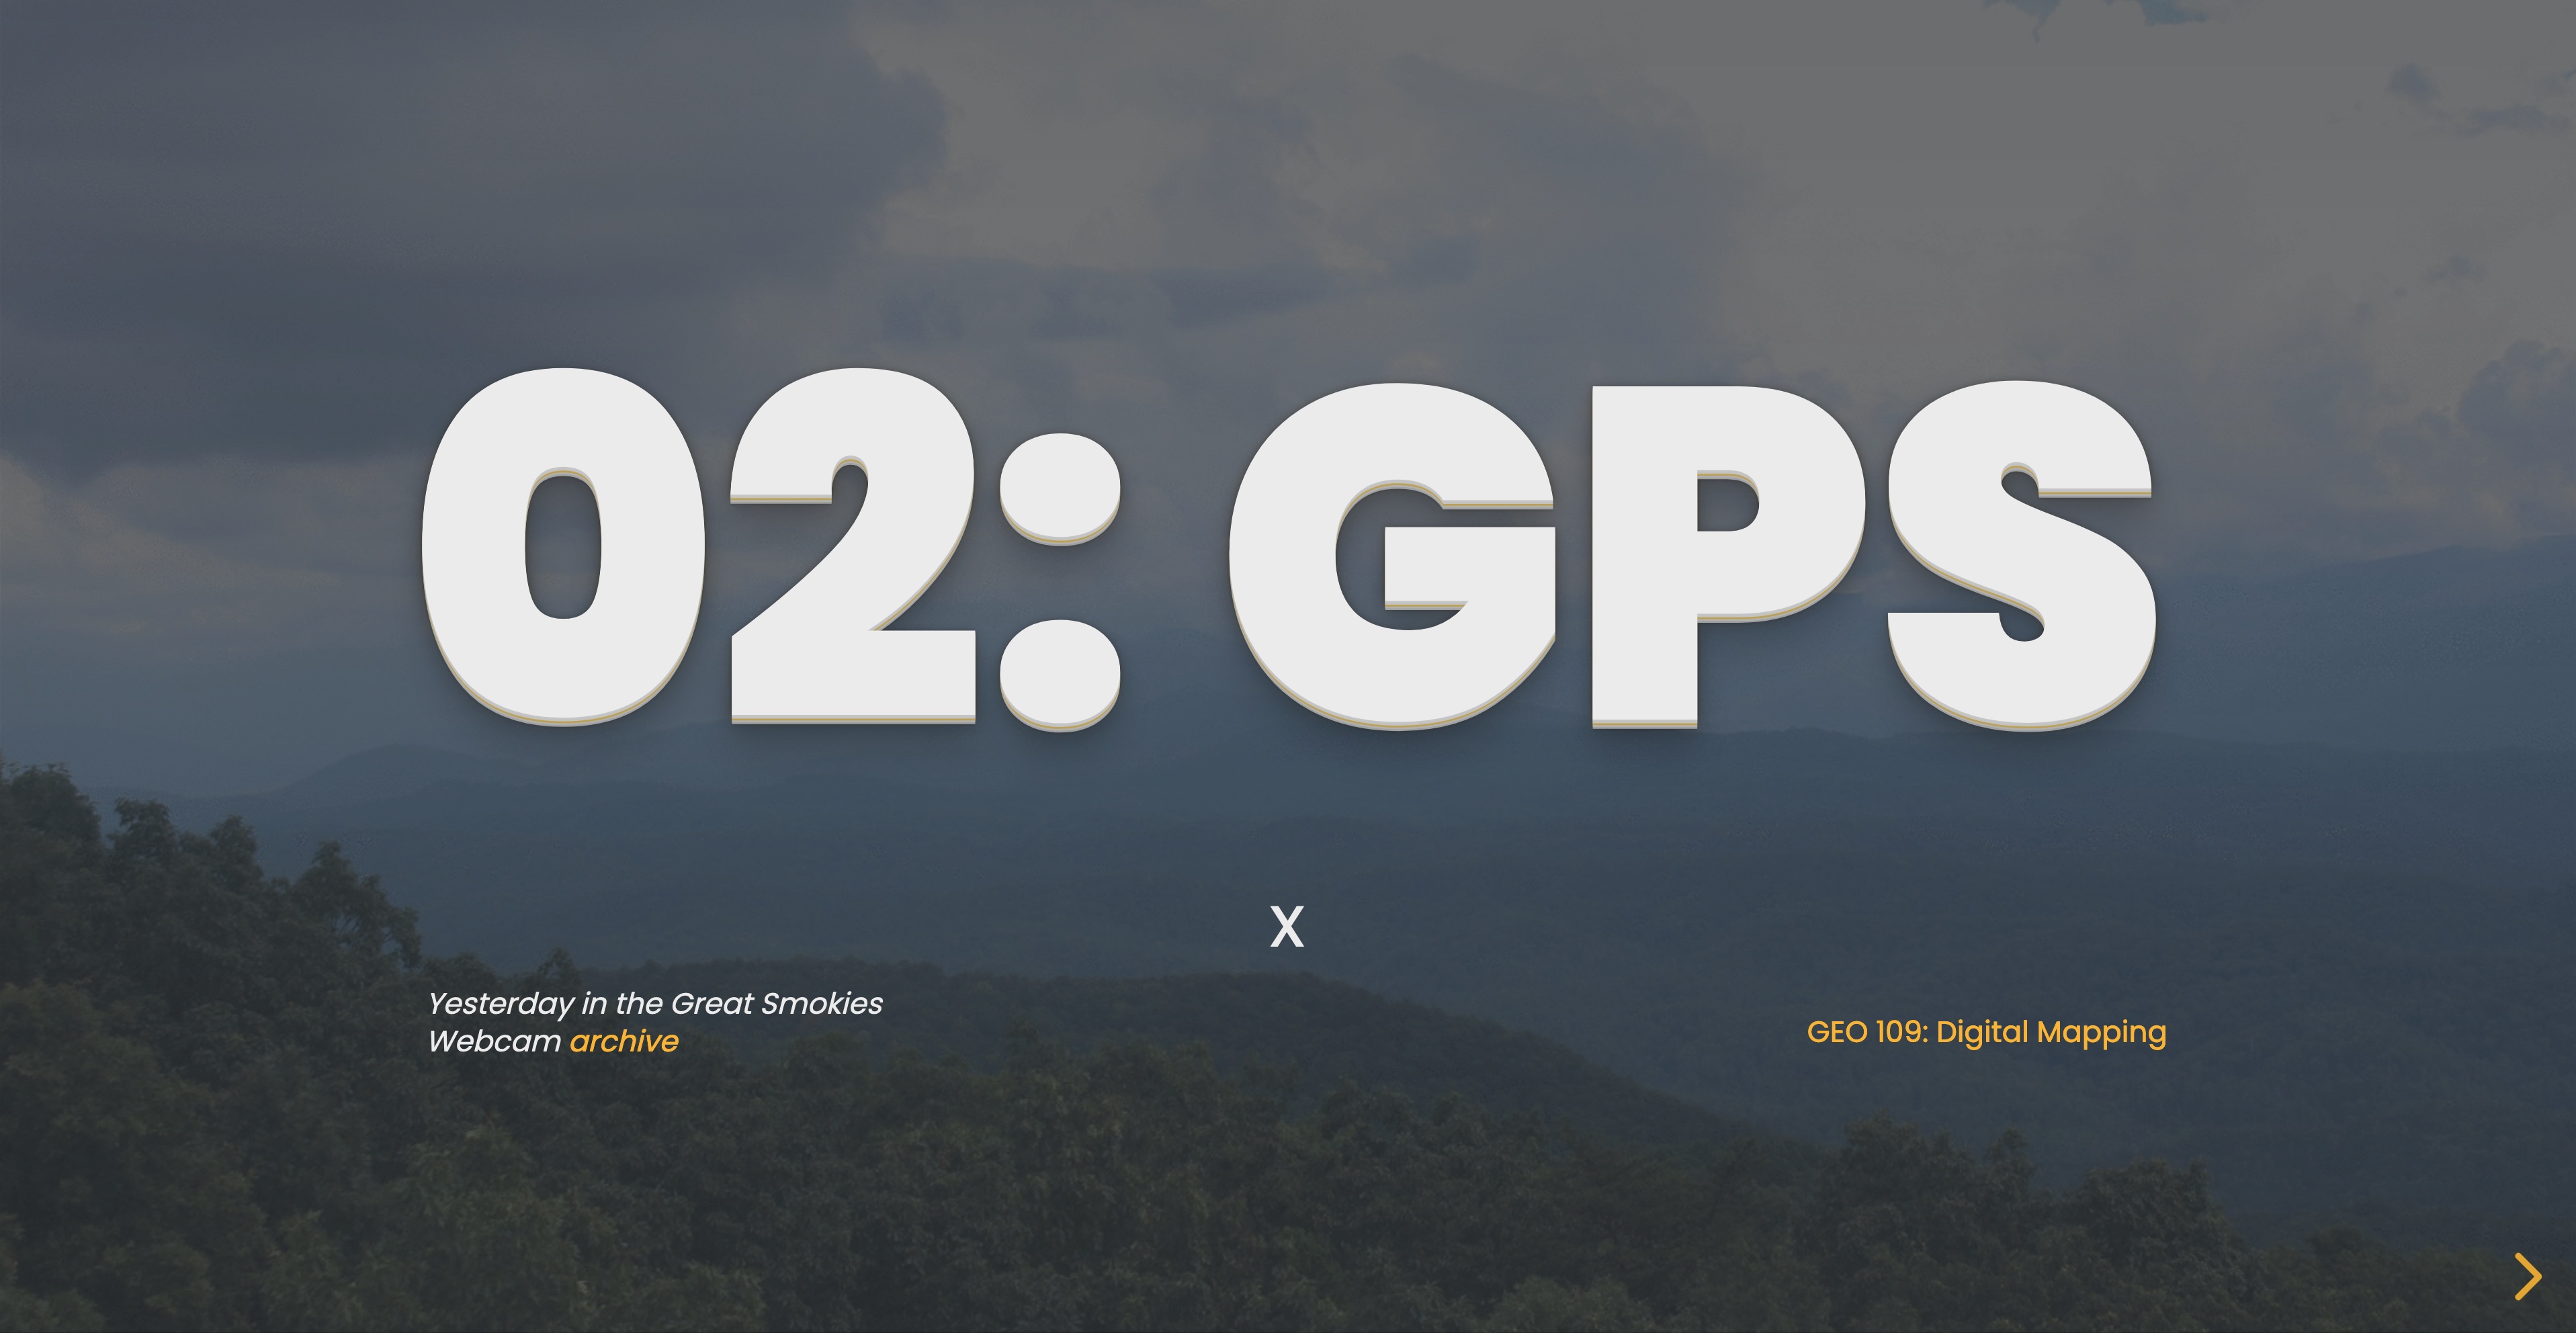 02: GPS
X
Yesterday in the Great Smokies
Webcam archive
GEO 109: Digital Mapping